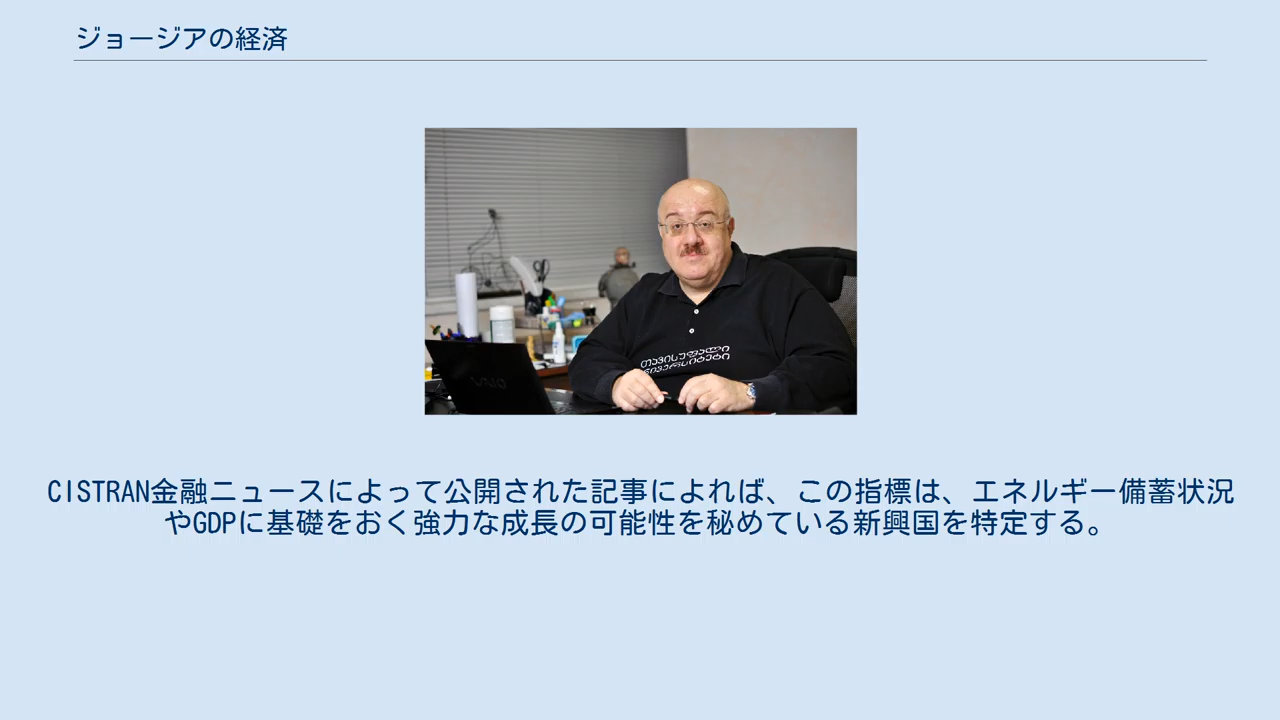 ジョージアの経済
თავისუფალი
უნივერსიტეტი
VAIO
CISTRAN金融ニュースによって公開された記事によれば、この指標は、エネルギー備蓄状況
やGDPに基礎をおく強力な成長の可能性を秘めている新興国を特定する。